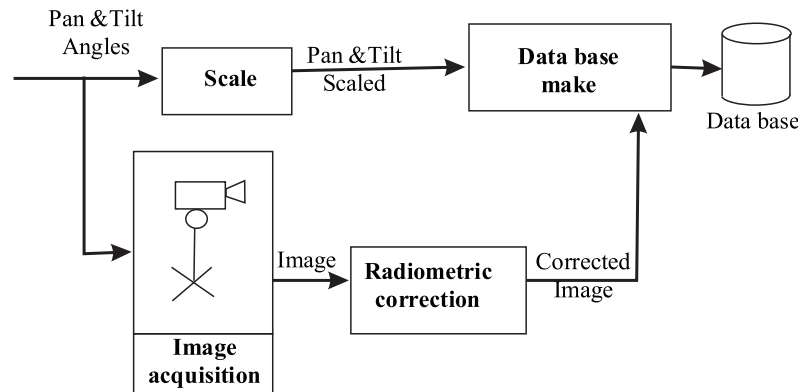 Pan &Tilt
Angles
Scale
Pan &Tilt
Scaled
Data base
make
Data base
Image
Radiometric
correction
Corrected
Image
Image
acquisition